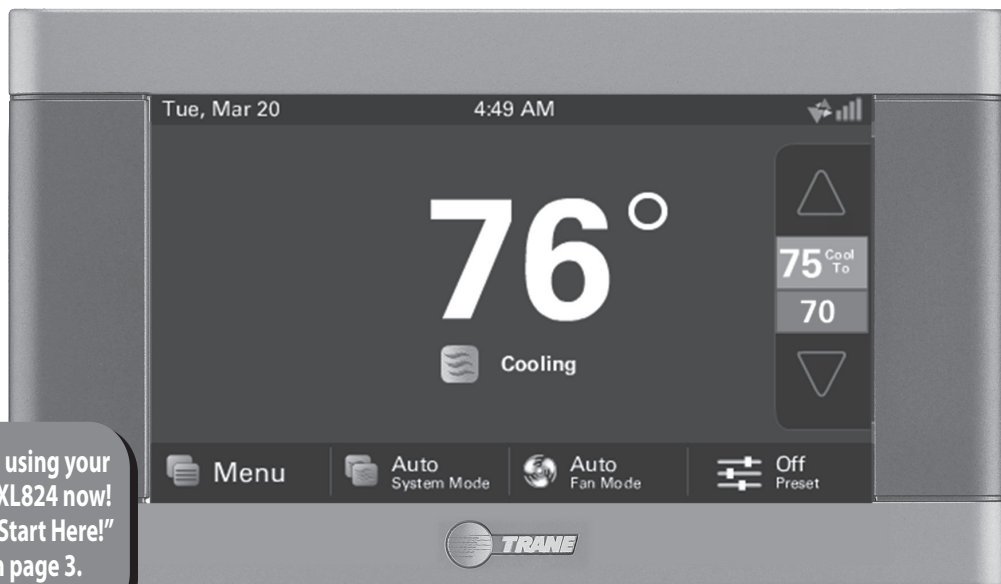 Tue, Mar 20 4:49 AM
76°
75 Cool To
70
Cooling
Menu
Auto
System Mode
Auto
Fan Mode
Off
Preset
using your
XL824 now!
Start Here!”
page 3.
TRANE